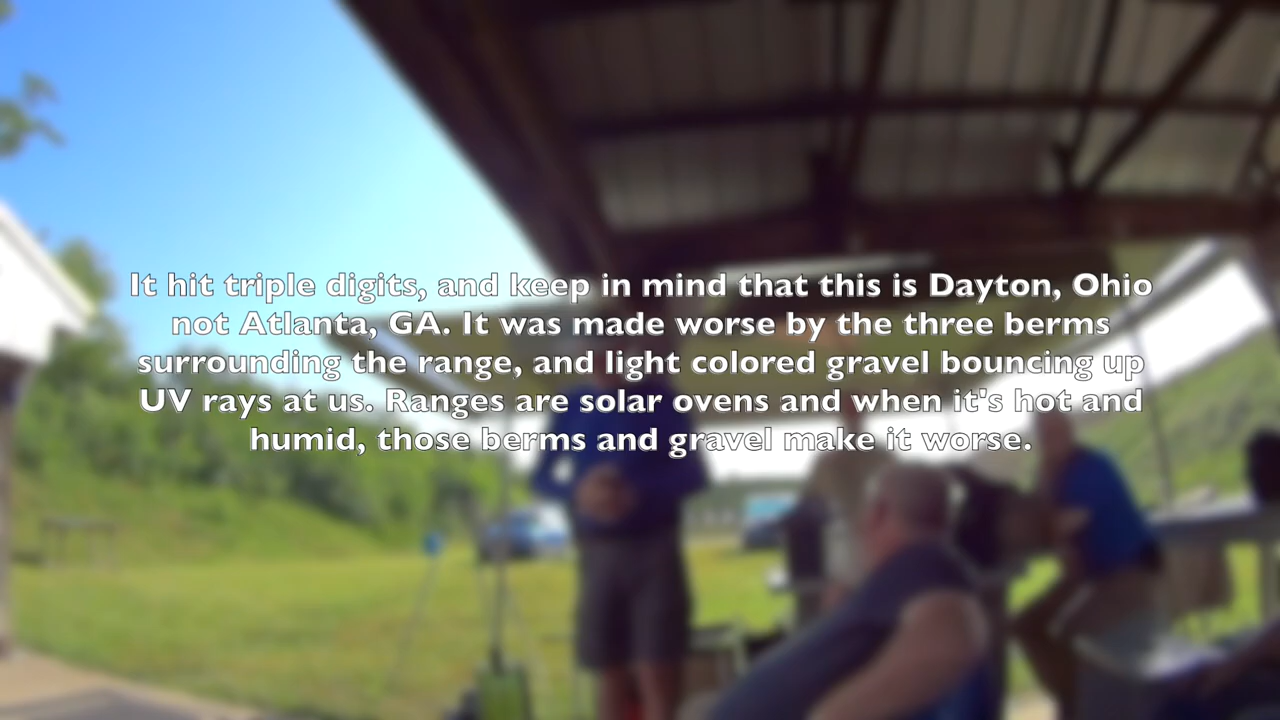 It hit triple digits, and keep in mind that this is Dayton, Ohio
not Atlanta, GA. It was made worse by the three berms
surrounding the range, and light colored gravel bouncing up
UV rays at us. Ranges are solar ovens and when it's hot and
humid, those berms and gravel make it worse.